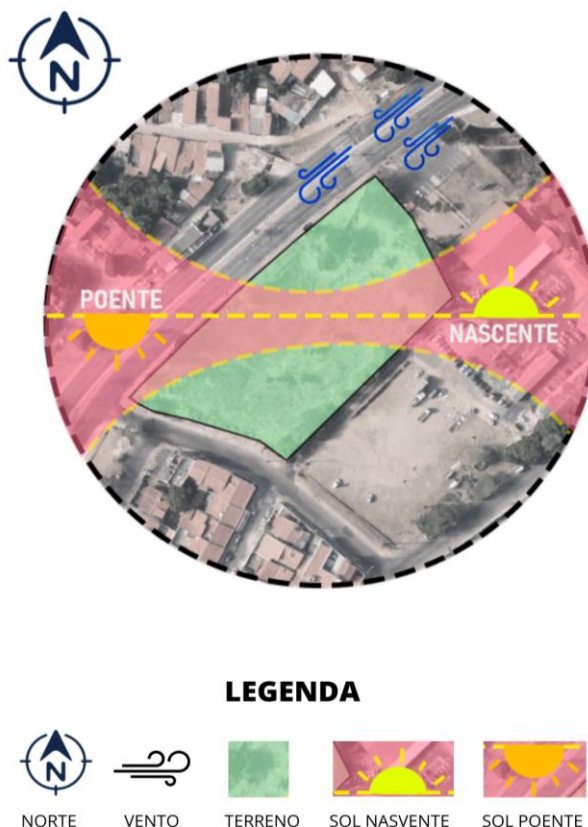 N
POENTE
NASCENTE
LEGENDA
N
NORTE
VENTO
TERRENO
SOL NASVENTE
SOL POENTE